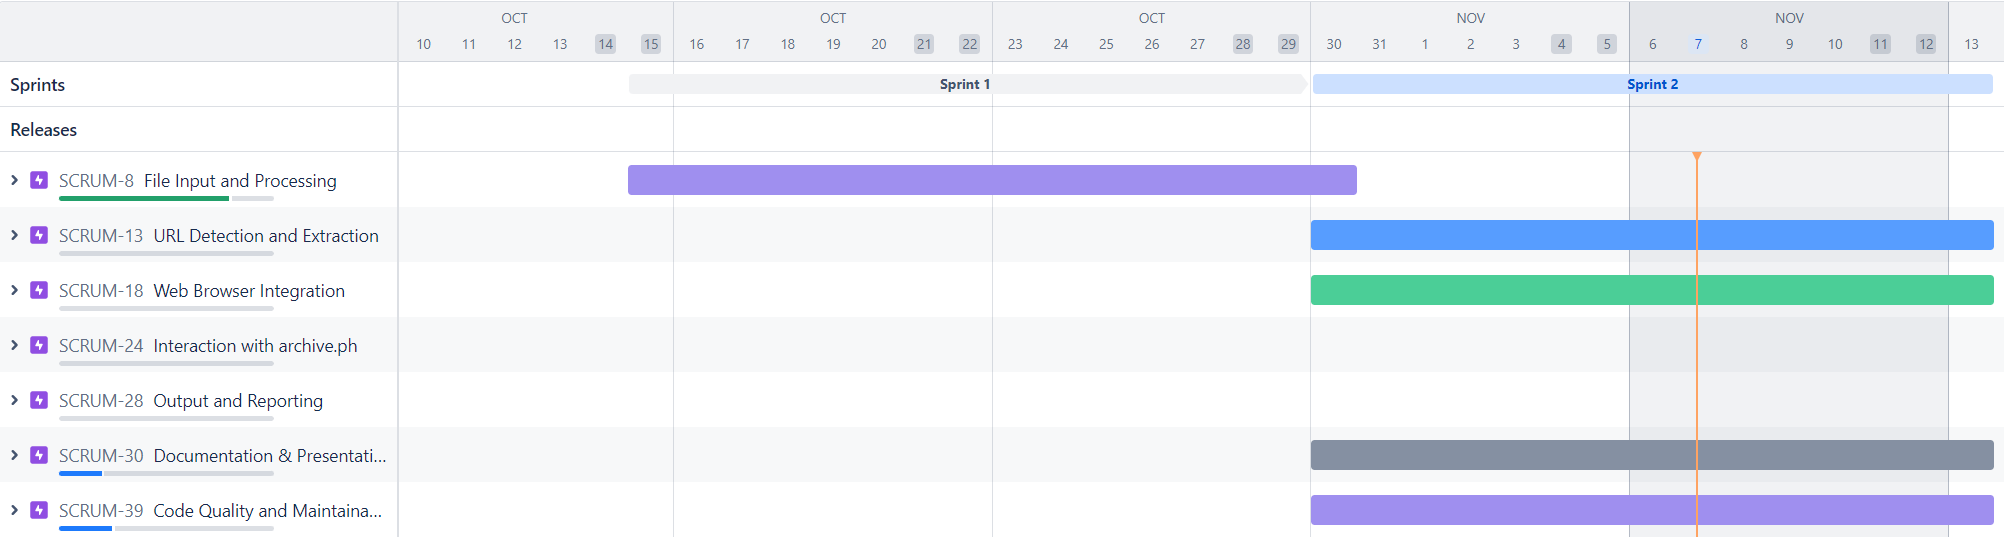 OCT OCT OCT NOV NOV
10 11 12 13 14 15 16 17 18 19 20 21 22 23 24 25 26 27 28 29 30 31 1 2 3 4 5 6 7 8 9 10 11 12 13
Sprints Sprint 1 Sprint 2
Releases
SCRUM-8 File Input and Processing
SCRUM-13 URL Detection and Extraction
SCRUM-18 Web Browser Integration
SCRUM-24 Interaction with archive.ph
SCRUM-28 Output and Reporting
SCRUM-30 Documentation & Presentati...
SCRUM-39 Code Quality and Maintaina...